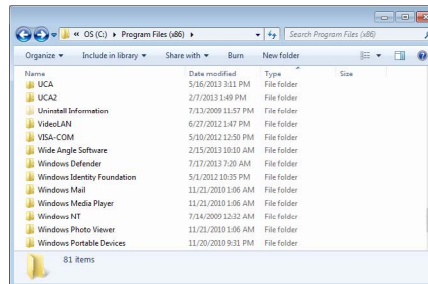 « OS (C:) ▸ Program Files (x86) ▸ Search Program Files (x86)
Organize Include in library Share with Burn New folder
Name Date modified Type Size
UCA 5/16/2013 3:11 PM File folder
UCA2 2/7/2013 1:49 PM File folder
Uninstall Information 7/13/2009 11:57 PM File folder
VideoLAN 6/27/2012 1:47 PM File folder
VISA-COM 5/10/2012 12:50 PM File folder
Wide Angle Software 2/15/2013 10:10 AM File folder
Windows Defender 7/17/2013 7:20 AM File folder
Windows Identity Foundation 5/1/2012 10:35 PM File folder
Windows Mail 11/21/2010 1:06 AM File folder
Windows Media Player 11/21/2010 1:06 AM File folder
Windows NT 7/14/2009 12:32 AM File folder
Windows Photo Viewer 11/21/2010 1:06 AM File folder
Windows Portable Devices 11/20/2010 9:31 PM File folder
81 items